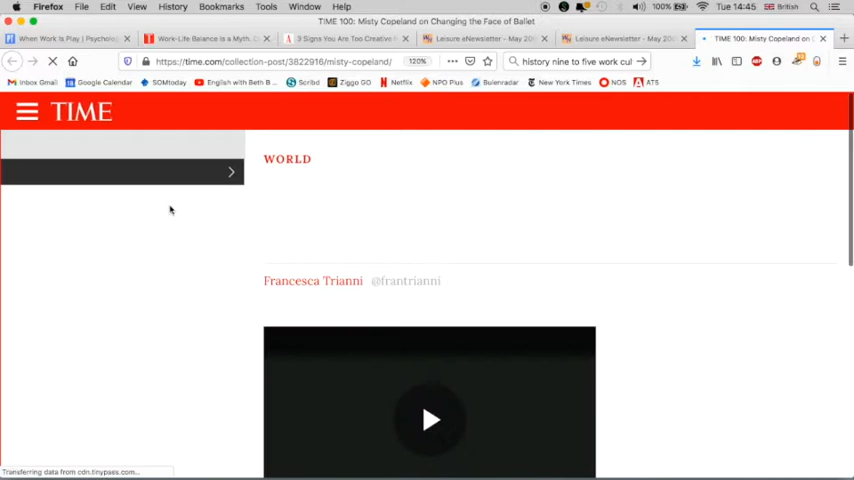 Firefox File Edit View History Bookmarks Tools Window Help 100% Tue 14:45 British
TIME 100: Misty Copeland on Changing the Face of Ballet
When Work Is Play | Psycholog
Work-Life Balance Is a Myth. D
3 Signs You Are Too Creative
Leisure eNewsletter - May 200
Leisure eNewsletter - May 200
TIME 100: Misty Copeland on C
https://time.com/collection-post/3822916/misty-copeland/
120%
history nine to five work cul
Inbox Gmail
Google Calendar
SOMtoday
English with Beth B...
Scribd
Ziggo GO
Netflix
NPO Plus
Buienradar
New York Times
NOS
AT5
TIME
WORLD
Francesca Trianni @frantrianni
Transferring data from cdn.tinypass.com...